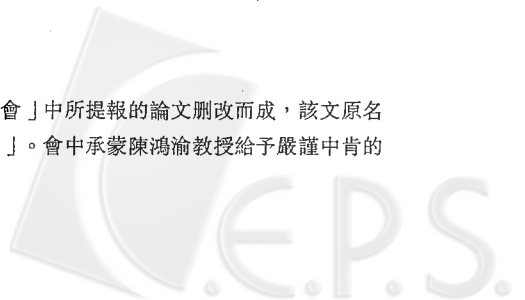 會」中所提報的論文刪改而成，該文原名
」。會中承蒙陳鴻渝教授給予嚴謹中肯的
C.E.P.S.